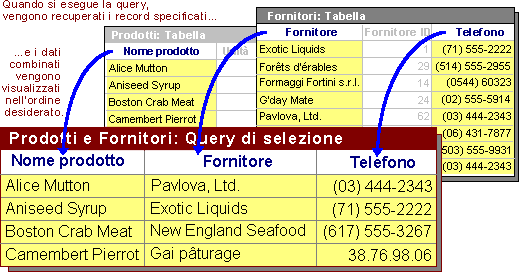 Quando si esegue la query,
vengono recuperati i record specificati...
...e i dati
combinati
vengono
visualizzati
nell'ordine
desiderato.
Prodotti: Tabella
Nome prodotto Unità
Alice Mutton
Aniseed Syrup
Boston Crab Meat
Camembert Pierrot
Fornitori: Tabella
Fornitore Fornitore ID Telefono
Exotic Liquids 1 (71) 555-2222
Forêts d'érables 29 (514) 555-2955
Formaggi Fortini s.r.l. 14 (0544) 60323
G'day Mate 24 (02) 555-5914
Pavlova, Ltd. 62 (03) 444-2343
(06) 431-7877
503) 555-9931
(03) 444-2343
Prodotti e Fornitori: Query di selezione
Nome prodotto Fornitore Telefono
Alice Mutton Pavlova, Ltd. (03) 444-2343
Aniseed Syrup Exotic Liquids (71) 555-2222
Boston Crab Meat New England Seafood (617) 555-3267
Camembert Pierrot Gai pâturage 38.76.98.06